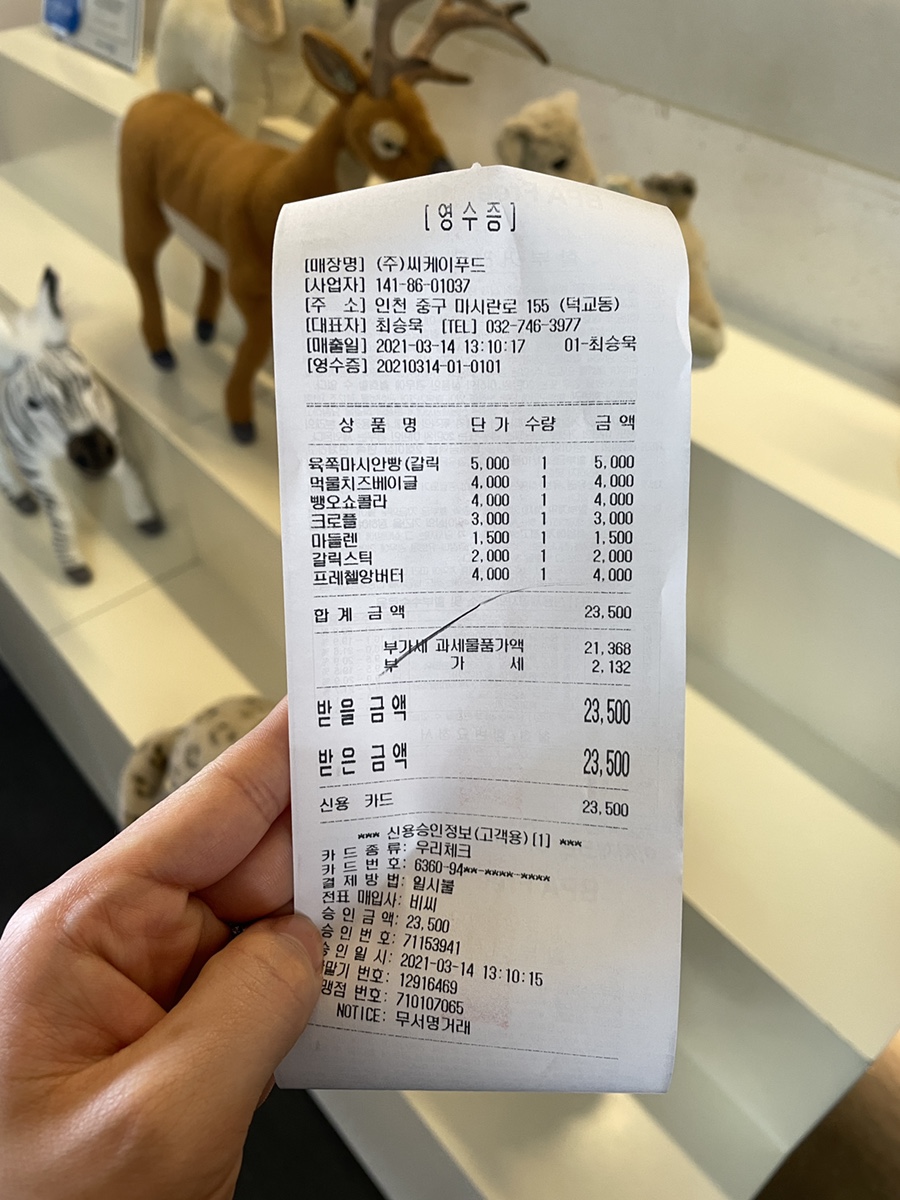 [영수증]
[매장명] (주)씨케이푸드
[사업자] 141-86-01037
[주 소] 인천 중구 마시란로 155 (덕교동)
[대표자] 최승욱 [TEL] 032-746-3977
[매출일] 2021-03-14 13:10:17 01-최승욱
[영수증] 20210314-01-0101
상 품 명 단 가 수량 금 액
육쪽마시안빵(갈릭 5,000 1 5,000
먹물치즈베이글 4,000 1 4,000
뺑오쇼콜라 4,000 1 4,000
크로플 3,000 1 3,000
마들렌 1,500 1 1,500
갈릭스틱 2,000 1 2,000
프레첼앙버터 4,000 1 4,000
합 계 금 액 23,500
부가세 과세물품가액 21,368
부 가 세 2,132
받 을 금 액 23,500
받 은 금 액 23,500
신용 카드 23,500
*** 신용승인정보(고객용) [1] ***
카 드 종 류: 우리체크
카 드 번 호: 6360-94**-****-****
결 제 방 법: 일시불
전표 매입사: 비씨
승 인 금 액: 23,500
승 인 번 호: 71153941
승 인 일 시: 2021-03-14 13:10:15
말기 번호: 12916469
맹점 번호: 710107065
NOTICE: 무서명거래